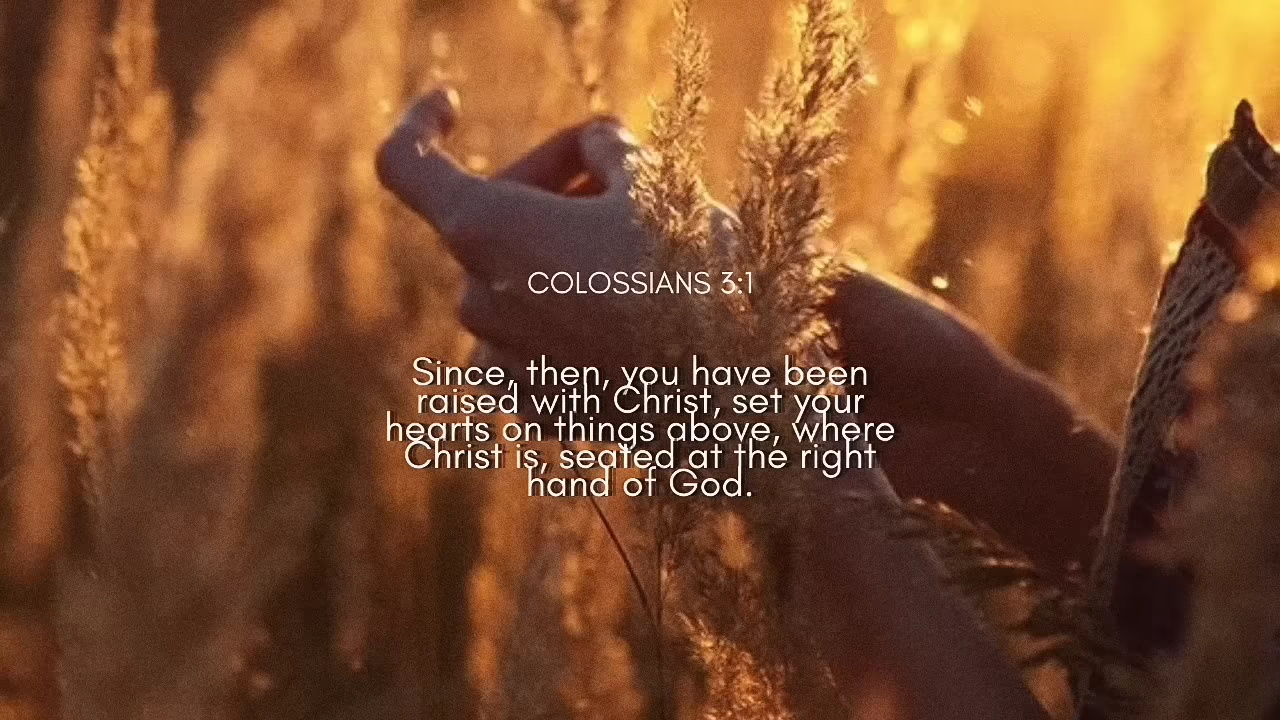 COLOSSIANS 3:1
Since, then, you have been
raised with Christ, set your
hearts on things above, where
Christ is, seated at the right
hand of God.